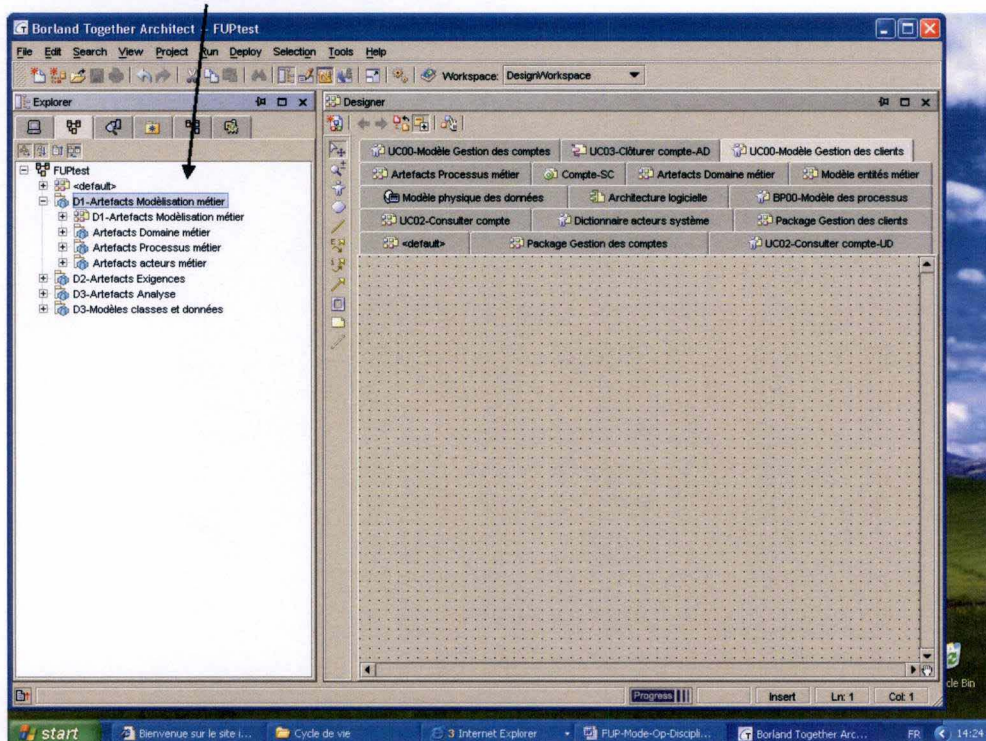 Borland Together Architect - FUPtest
File Edit Search View Project Run Deploy Selection Tools Help
Workspace: DesignWorkspace
Explorer
Designer
UC00-Modèle Gestion des comptes UC03-Clôturer compte-AD UC00-Modèle Gestion des clients
Artefacts Processus métier Compte-SC Artefacts Domaine métier Modèle entités métier
Modèle physique des données Architecture logicielle BP00-Modèle des processus
UC02-Consulter compte Dictionnaire acteurs système Package Gestion des clients
<default> Package Gestion des comptes UC02-Consulter compte-UD
FUPtest
<default>
D1-Artefacts Modèlisation métier
D1-Artefacts Modèlisation métier
Artefacts Domaine métier
Artefacts Processus métier
Artefacts acteurs métier
D2-Artefacts Exigences
D3-Artefacts Analyse
D3-Modèles classes et données
cle Bin
Progress Insert Ln: 1 Col: 1
start Bienvenue sur le site i... Cycle de vie 3 Internet Explorer FUP-Mode-Op-Discipli... Borland Together Arc... FR 14:24